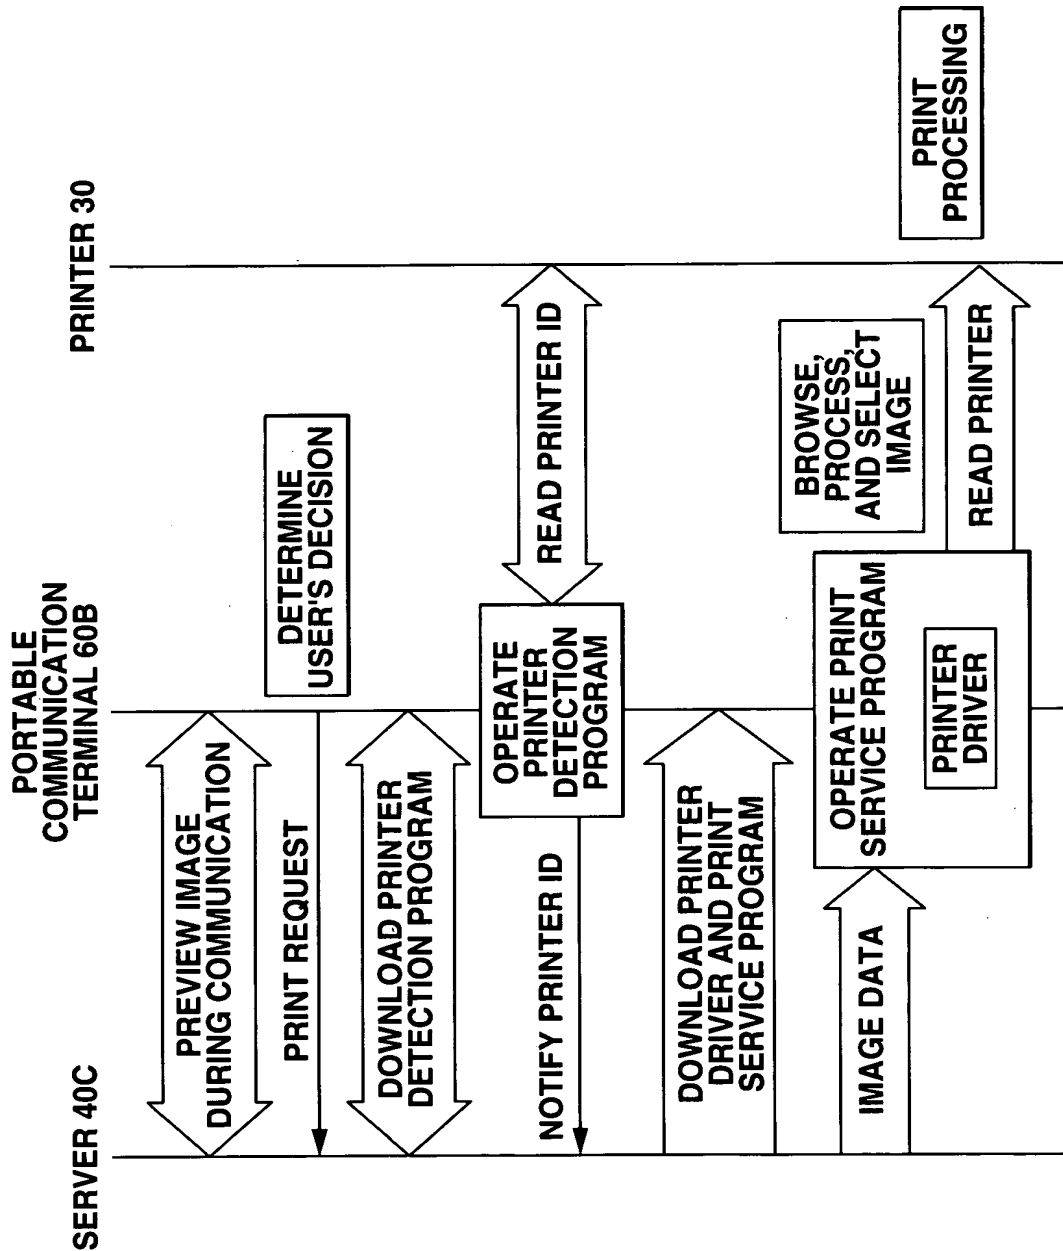 SERVER 40C
PORTABLE
COMMUNICATION
TERMINAL 60B
PRINTER 30
PREVIEW IMAGE
DURING COMMUNICATION
DETERMINE
USER'S DECISION
PRINT REQUEST
DOWNLOAD PRINTER
DETECTION PROGRAM
OPERATE
PRINTER
DETECTION
PROGRAM
READ PRINTER ID
NOTIFY PRINTER ID
DOWNLOAD PRINTER
DRIVER AND PRINT
SERVICE PROGRAM
BROWSE,
PROCESS,
AND SELECT
IMAGE
IMAGE DATA
OPERATE PRINT
SERVICE PROGRAM
PRINTER
DRIVER
READ PRINTER
PRINT
PROCESSING